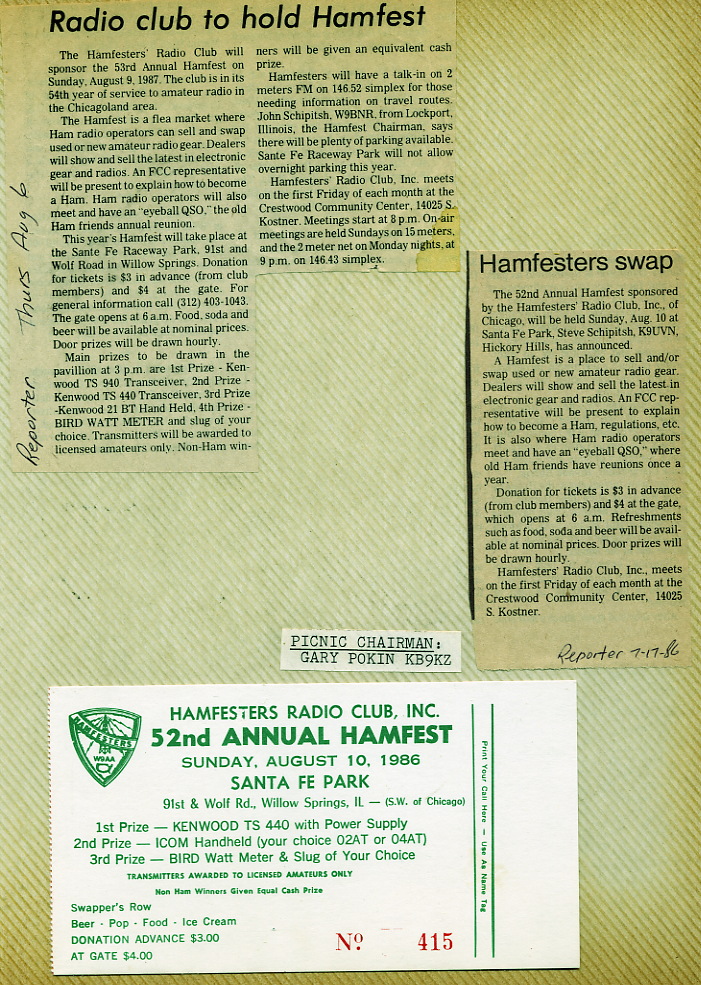 Radio club to hold Hamfest
The Hamfesters' Radio Club will
sponsor the 53rd Annual Hamfest on
Sunday, August 9, 1987. The club is in its
54th year of service to amateur radio in
the Chicagoland area.
The Hamfest is a flea market where
Ham radio operators can sell and swap
used or new amateur radio gear. Dealers
will show and sell the latest in electronic
gear and radios. An FCC representative
will be present to explain how to become
a Ham. Ham radio operators will also
meet and have an "eyeball QSO," the old
Ham friends annual reunion.
This year's Hamfest will take place at
the Sante Fe Raceway Park, 91st and
Wolf Road in Willow Springs. Donation
for tickets is $3 in advance (from club
members) and $4 at the gate. For
general information call (312) 403-1043.
The gate opens at 6 a.m. Food, soda and
beer will be available at nominal prices.
Door prizes will be drawn hourly.
Main prizes to be drawn in the
pavillion at 3 p.m. are 1st Prize - Ken-
wood TS 940 Transceiver, 2nd Prize -
Kenwood TS 440 Transceiver, 3rd Prize
-Kenwood 21 BT Hand Held, 4th Prize -
BIRD WATT METER and slug of your
choice. Transmitters will be awarded to
licensed amateurs only. Non-Ham win-
ners will be given an equivalent cash
prize.
Hamfesters will have a talk-in on 2
meters FM on 146.52 simplex for those
needing information on travel routes.
John Schipitsh, W9BNR, from Lockport,
Illinois, the Hamfest Chairman, says
there will be plenty of parking available.
Sante Fe Raceway Park will not allow
overnight parking this year.
Hamfesters' Radio Club, Inc. meets
on the first Friday of each month at the
Crestwood Community Center, 14025 S.
Kostner. Meetings start at 8 p.m. On-air
meetings are held Sundays on 15 meters,
and the 2 meter net on Monday nights, at
9 p.m. on 146.43 simplex.
Reporter Thurs Aug 6
Hamfesters swap
The 52nd Annual Hamfest sponsored
by the Hamfesters' Radio Club, Inc., of
Chicago, will be held Sunday, Aug. 10 at
Santa Fe Park, Steve Schipitsh, K9UVN,
Hickory Hills, has announced.
A Hamfest is a place to sell and/or
swap used or new amateur radio gear.
Dealers will show and sell the latest in
electronic gear and radios. An FCC rep-
resentative will be present to explain
how to become a Ham, regulations, etc.
It is also where Ham radio operators
meet and have an "eyeball QSO," where
old Ham friends have reunions once a
year.
Donation for tickets is $3 in advance
(from club members) and $4 at the gate,
which opens at 6 a.m. Refreshments
such as food, soda and beer will be avail-
able at nominal prices. Door prizes will
be drawn hourly.
Hamfesters' Radio Club, Inc., meets
on the first Friday of each month at the
Crestwood Community Center, 14025
S. Kostner.
Reporter 7-17-86
PICNIC CHAIRMAN:
GARY POKIN KB9KZ
HAMFESTERS
W9AA
HAMFESTERS RADIO CLUB, INC.
52nd ANNUAL HAMFEST
SUNDAY, AUGUST 10, 1986
SANTA FE PARK
91st & Wolf Rd., Willow Springs, IL — (S.W. of Chicago)
1st Prize — KENWOOD TS 440 with Power Supply
2nd Prize — ICOM Handheld (your choice 02AT or 04AT)
3rd Prize — BIRD Watt Meter & Slug of Your Choice
TRANSMITTERS AWARDED TO LICENSED AMATEURS ONLY
Non Ham Winners Given Equal Cash Prize
Swapper's Row
Beer - Pop - Food - Ice Cream
DONATION ADVANCE $3.00
AT GATE $4.00
Nº 415
Print Your Call Here — Use As Name Tag